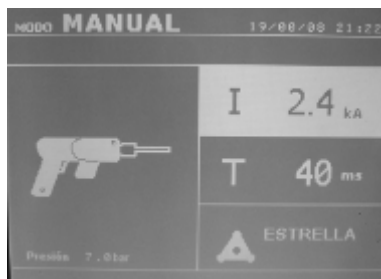 MODO MANUAL 19/08/08 21:22
I 2.4 kA
T 40 ms
ESTRELLA
Presión 7.0bar